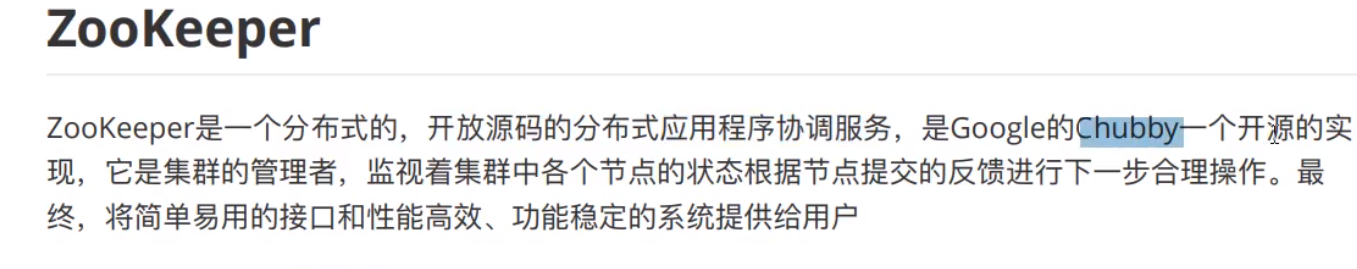 ZooKeeper
ZooKeeper是一个分布式的，开放源码的分布式应用程序协调服务，是Google的Chubby一个开源的实
现，它是集群的管理者，监视着集群中各个节点的状态根据节点提交的反馈进行下一步合理操作。最
终，将简单易用的接口和性能高效、功能稳定的系统提供给用户